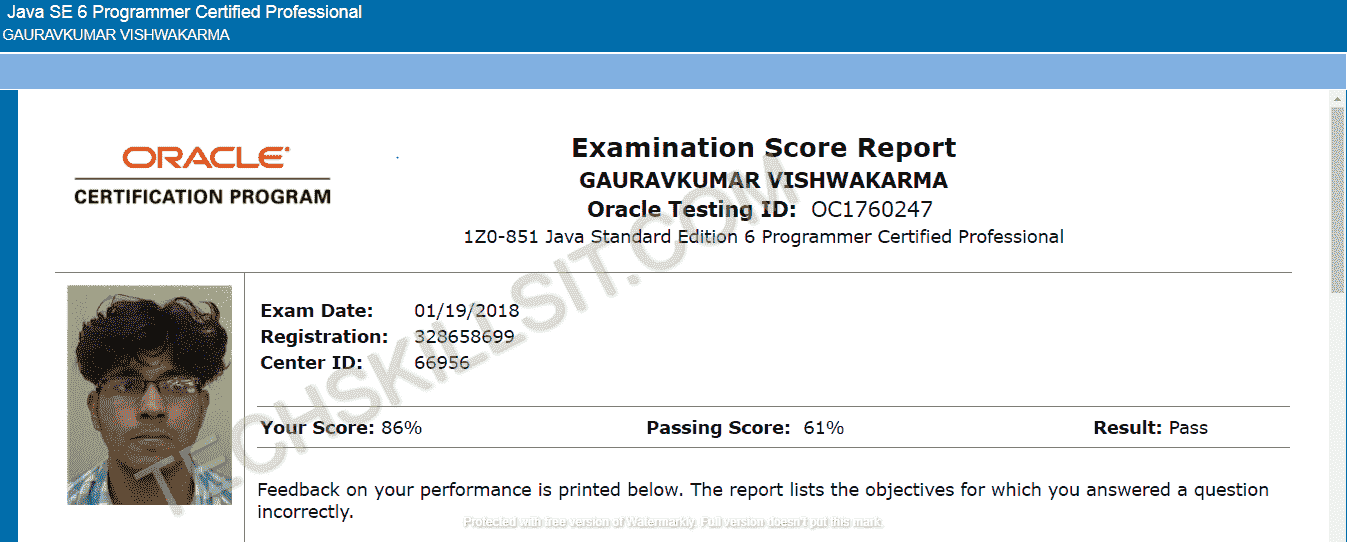 Java SE 6 Programmer Certified Professional
GAURAVKUMAR VISHWAKARMA
ORACLE
CERTIFICATION PROGRAM
Examination Score Report
GAURAVKUMAR VISHWAKARMA
Oracle Testing ID: OC1760247
1Z0-851 Java Standard Edition 6 Programmer Certified Professional
Exam Date: 01/19/2018
Registration: 328658699
Center ID: 66956
Your Score: 86% Passing Score: 61% Result: Pass
Feedback on your performance is printed below. The report lists the objectives for which you answered a question
incorrectly.
TECHSKILLSIT.COM
Protected with free version of Watermarkly. Full version doesn't put this mark.